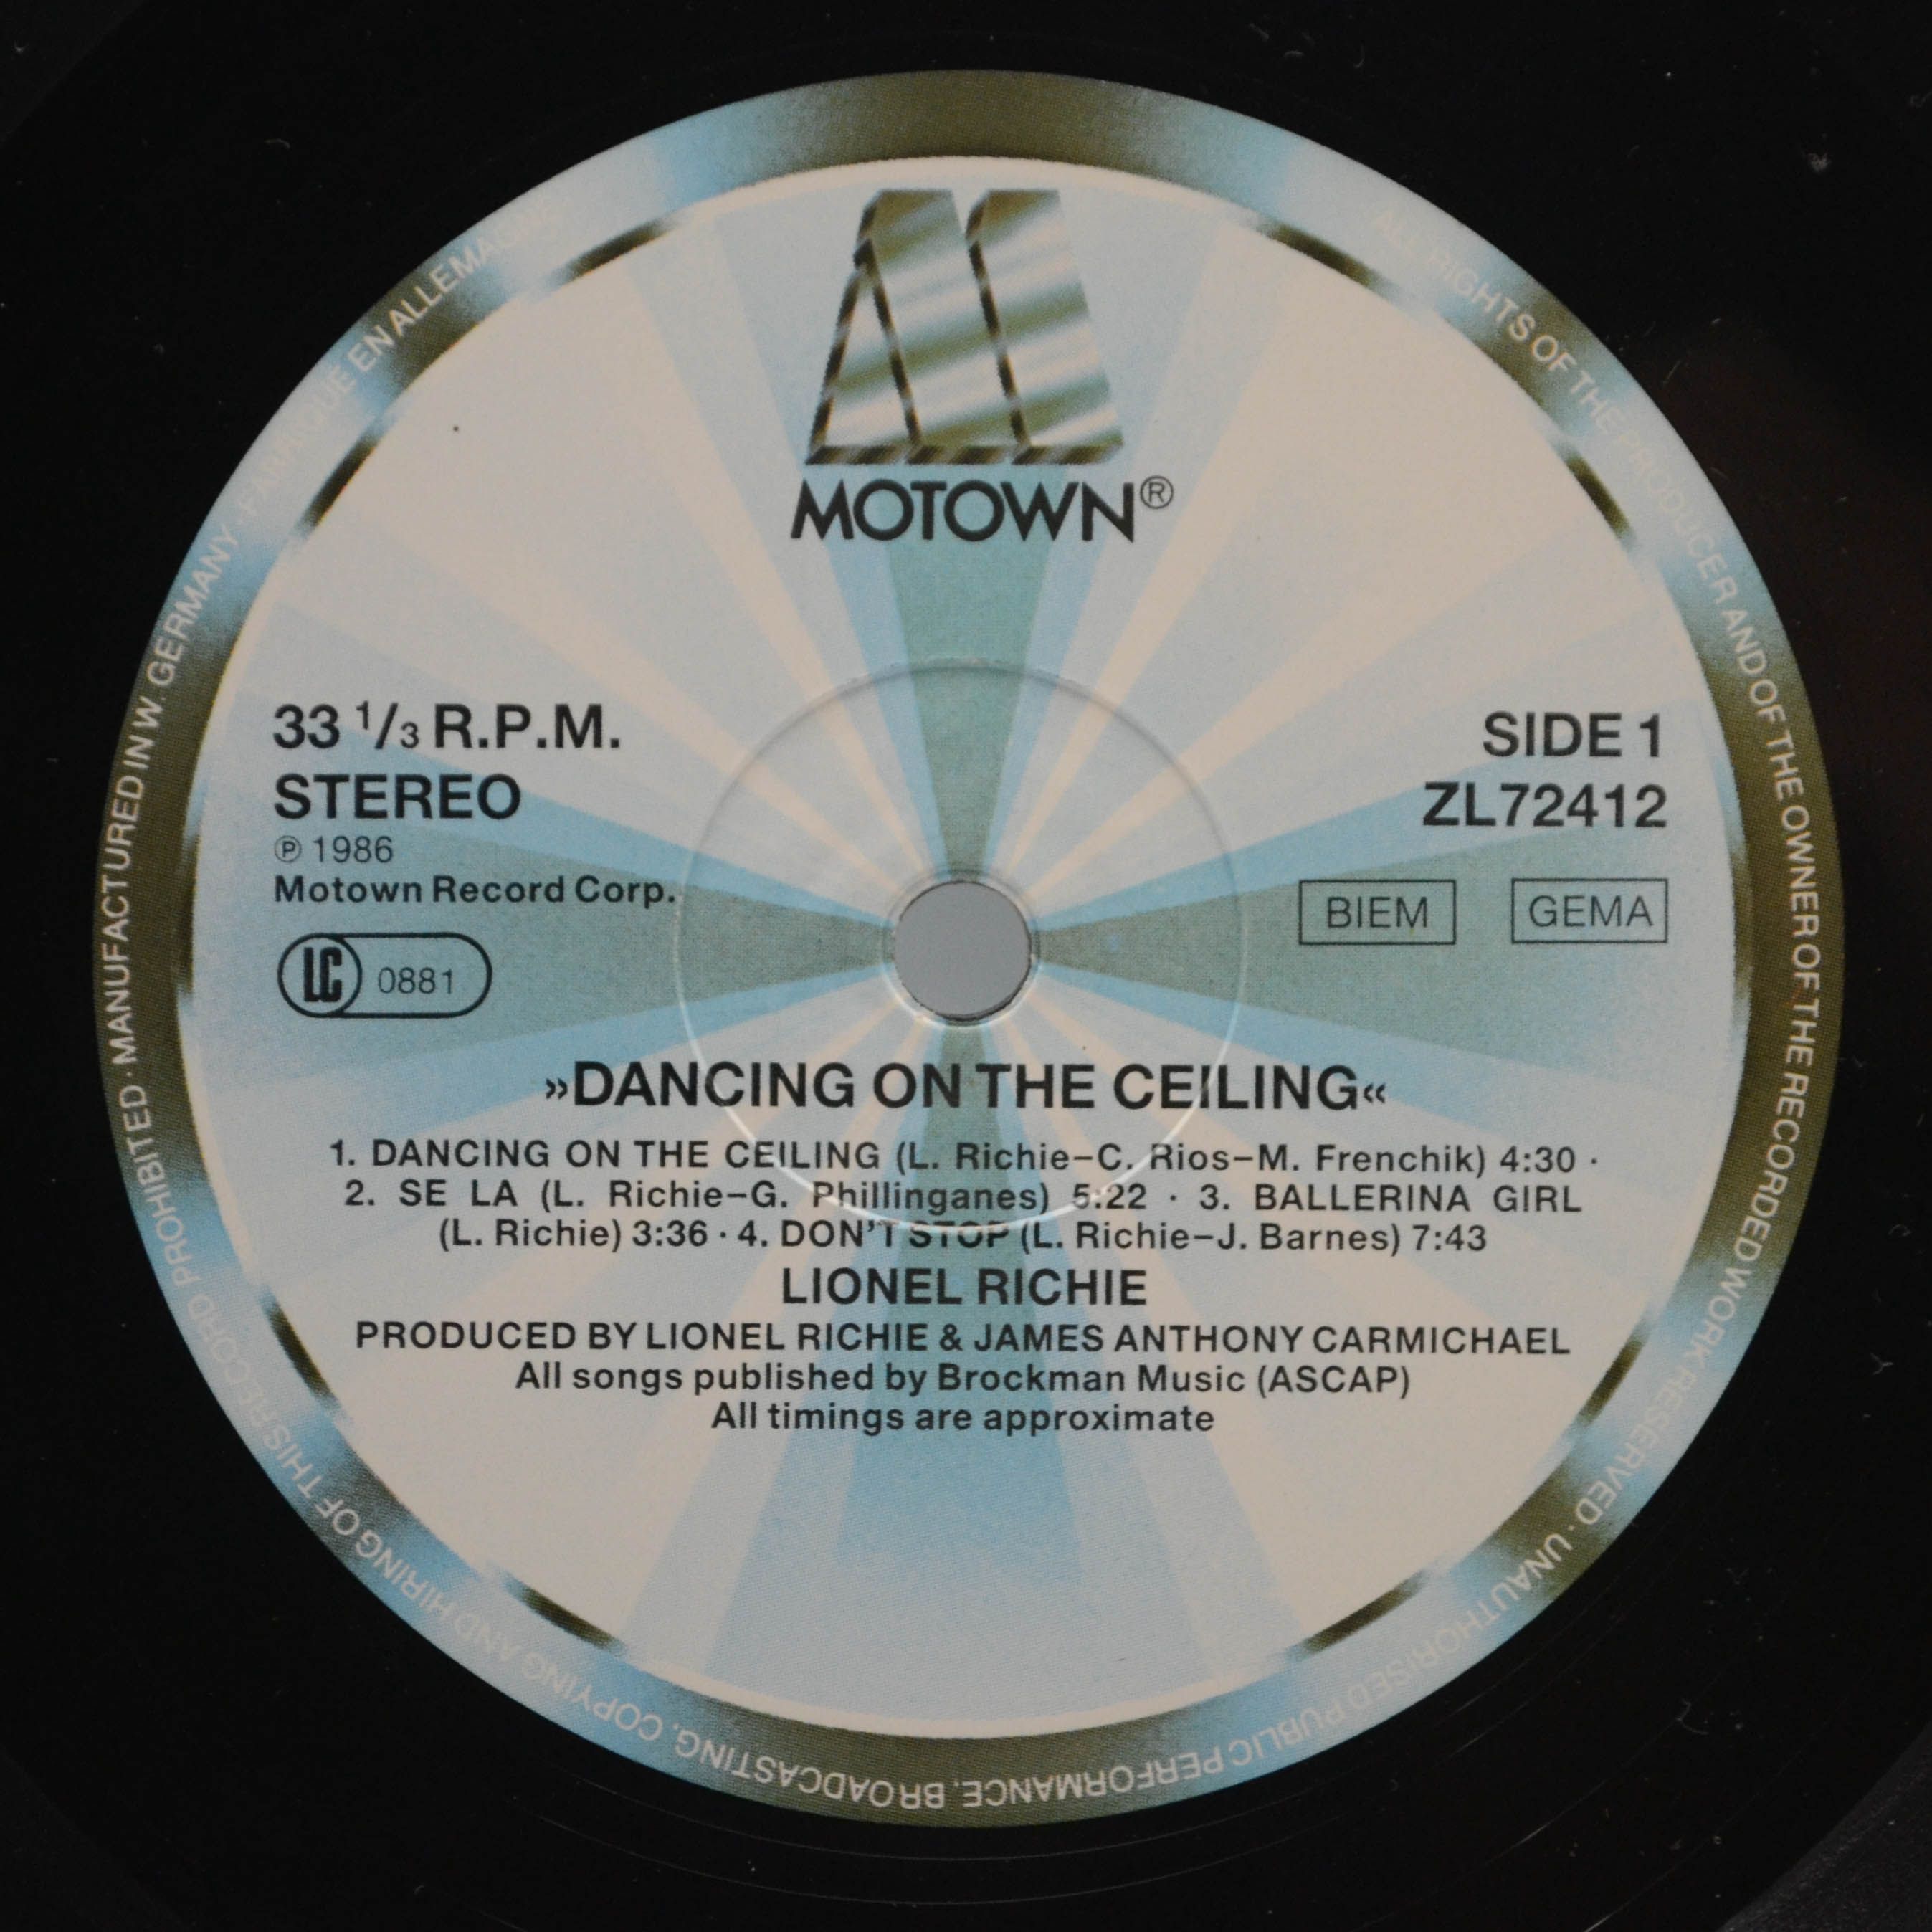 MOTOWN®
33 1/3 R.P.M.
STEREO
℗ 1986
Motown Record Corp.
LC 0881
SIDE 1
ZL72412
BIEM GEMA
»DANCING ON THE CEILING«
1. DANCING ON THE CEILING (L. Richie–C. Rios–M. Frenchik) 4:30 ·
2. SE LA (L. Richie–G. Phillinganes) 5:22 · 3. BALLERINA GIRL
(L. Richie) 3:36 · 4. DON'T STOP (L. Richie–J. Barnes) 7:43
LIONEL RICHIE
PRODUCED BY LIONEL RICHIE & JAMES ANTHONY CARMICHAEL
All songs published by Brockman Music (ASCAP)
All timings are approximate
ALL RIGHTS OF THE PRODUCER AND OF THE OWNER OF THE RECORDED WORK RESERVED · UNAUTHORISED PUBLIC PERFORMANCE, BROADCASTING, COPYING AND HIRING OF THIS RECORD PROHIBITED · MANUFACTURED IN W. GERMANY · FABRIQUÉ EN ALLEMAGNE